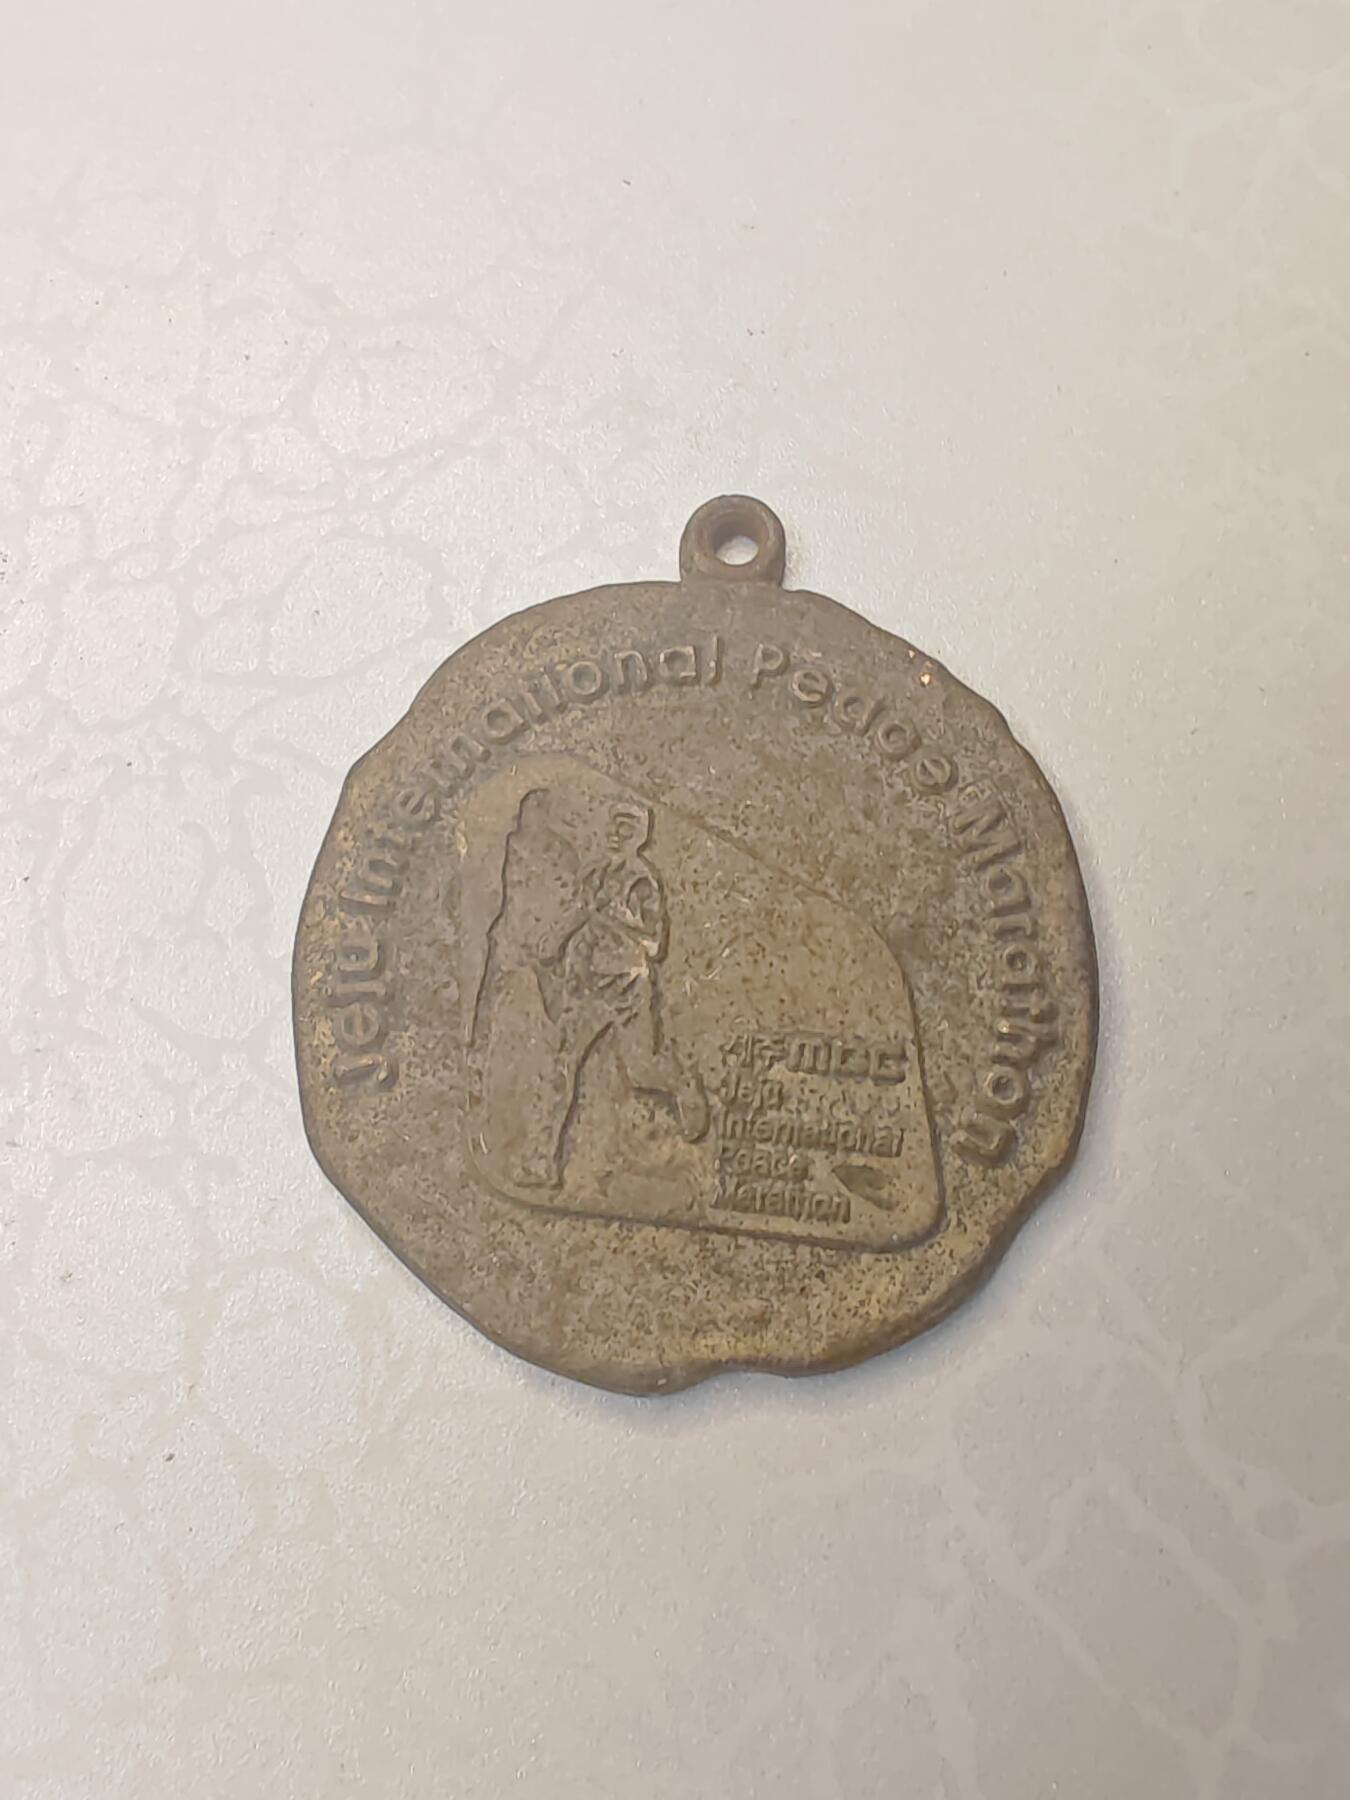 Jeju International Peace Marathon
제주mbc
Jeju
International
Peace
Marathon